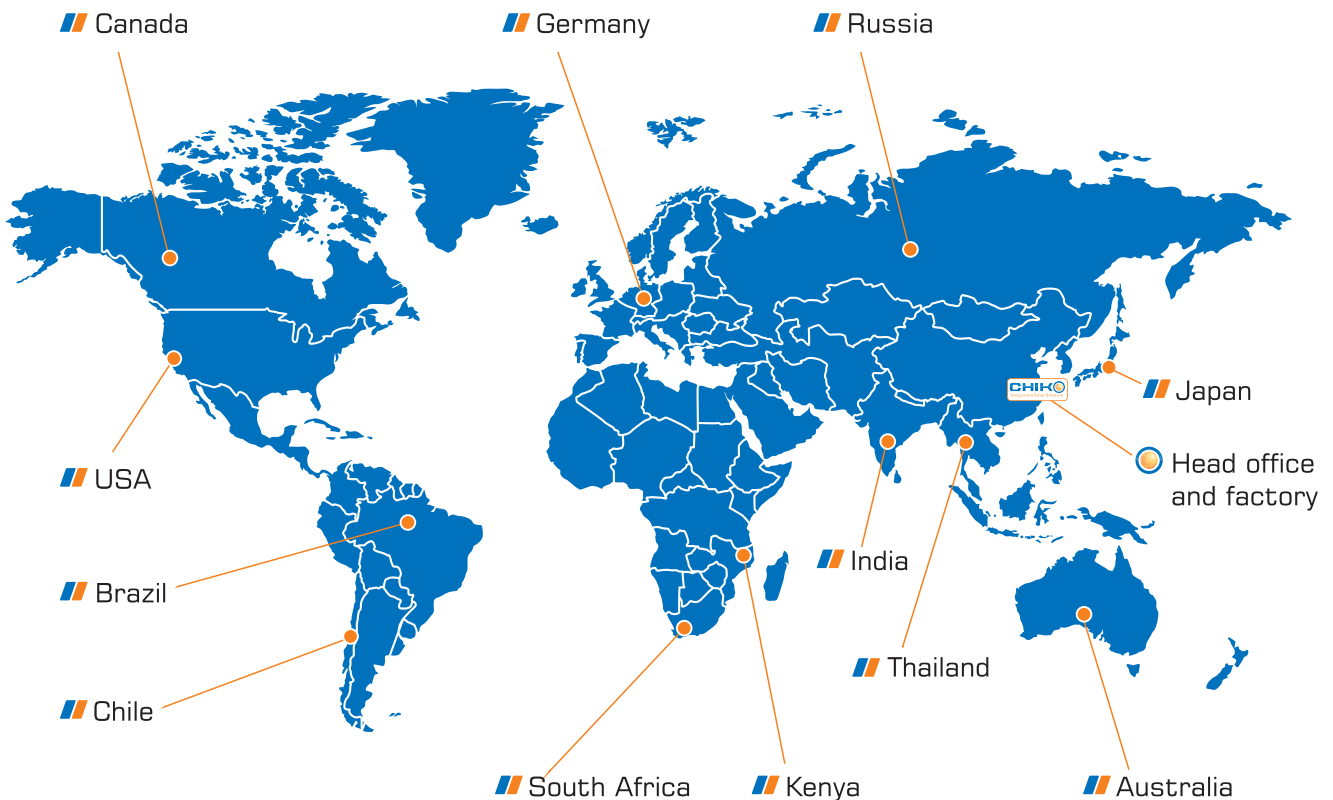 Canada
Germany
Russia
CHIKO
Japan
USA
Head office
and factory
India
Brazil
Thailand
Chile
South Africa
Kenya
Australia